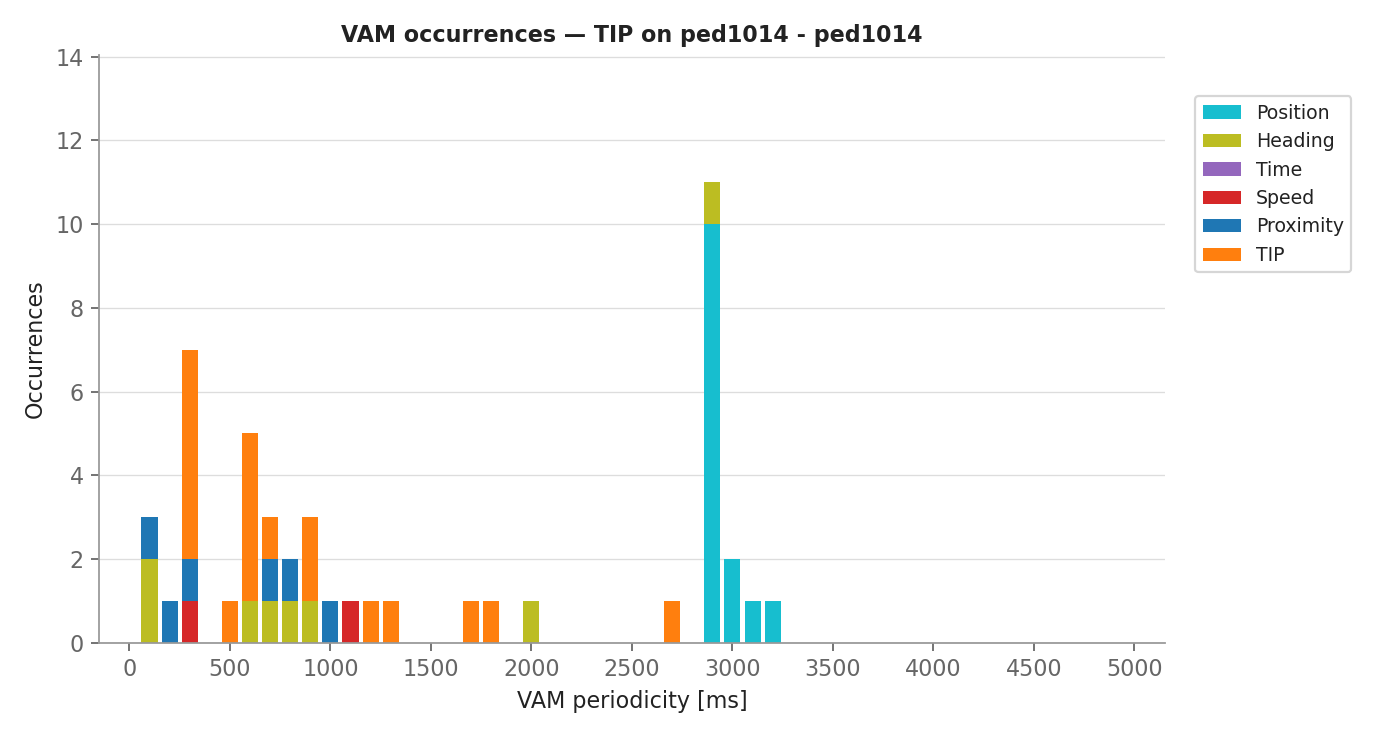 VAM occurrences — TIP on ped1014 - ped1014
14
12
10
8
6
4
2
0
Occurrences
0 500 1000 1500 2000 2500 3000 3500 4000 4500 5000
VAM periodicity [ms]
Position
Heading
Time
Speed
Proximity
TIP